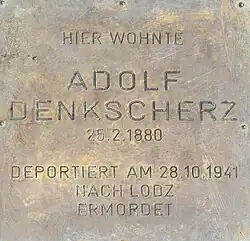 HIER WOHNTE
ADOLF
DENKSCHERZ
25.2.1880
DEPORTIERT AM 28.10.1941
NACH LODZ
ERMORDET